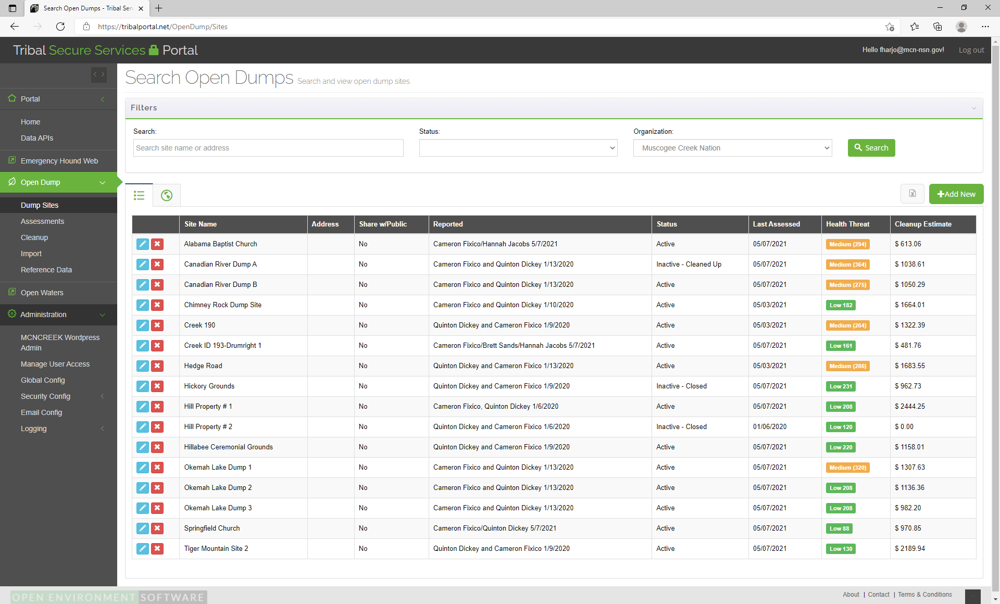 Search Open Dumps - Tribal Ser
https://tribalportal.net/OpenDump/Sites
Tribal Secure Services Portal
Hello fharjo@mcn-nsn.gov!
Log out
Portal
Home
Data APIs
Emergency Hound Web
Open Dump
Dump Sites
Assessments
Cleanup
Import
Reference Data
Open Waters
Administration
MCNCREEK Wordpress
Admin
Manage User Access
Global Config
Security Config
Email Config
Logging
Search Open Dumps Search and view open dump sites.
Filters
Search: Status: Organization:
Search site name or address Muscogee Creek Nation Search
Add New
Site Name Address Share w/Public Reported Status Last Assessed Health Threat Cleanup Estimate
Alabama Baptist Church No Cameron Fixico/Hannah Jacobs 5/7/2021 Active 05/07/2021 Medium (294) $ 613.06
Canadian River Dump A No Cameron Fixico and Quinton Dickey 1/13/2020 Inactive - Cleaned Up 05/07/2021 Medium (364) $ 1038.61
Canadian River Dump B No Cameron Fixico and Quinton Dickey 1/13/2020 Active 05/07/2021 Medium (275) $ 1050.29
Chimney Rock Dump Site No Cameron Fixico and Quinton Dickey 1/10/2020 Active 05/03/2021 Low 182 $ 1664.01
Creek 190 No Quinton Dickey and Cameron Fixico 1/9/2020 Active 05/03/2021 Medium (264) $ 1322.39
Creek ID 193-Drumright 1 No Cameron Fixico/Brett Sands/Hannah Jacobs 5/7/2021 Active 05/07/2021 Low 161 $ 481.76
Hedge Road No Quinton Dickey and Cameron Fixico 1/13/2020 Active 05/03/2021 Medium (286) $ 1683.55
Hickory Grounds No Quinton Dickey and Cameron Fixico 1/9/2020 Inactive - Closed 05/07/2021 Low 231 $ 962.73
Hill Property # 1 No Cameron Fixico, Quinton Dickey 1/6/2020 Active 05/07/2021 Low 208 $ 2444.25
Hill Property # 2 No Quinton Dickey and Cameron Fixico 1/6/2020 Inactive - Closed 01/06/2020 Low 120 $ 0.00
Hillabee Ceremonial Grounds No Quinton Dickey and Cameron Fixico 1/9/2020 Active 05/07/2021 Low 220 $ 1158.01
Okemah Lake Dump 1 No Cameron Fixico and Quinton Dickey 1/13/2020 Active 05/07/2021 Medium (320) $ 1307.63
Okemah Lake Dump 2 No Cameron Fixico and Quinton Dickey 1/13/2020 Active 05/07/2021 Low 208 $ 1136.36
Okemah Lake Dump 3 No Cameron Fixico and Quinton Dickey 1/13/2020 Active 05/07/2021 Low 208 $ 982.20
Springfield Church No Cameron Fixico/Quinton Dickey 5/7/2021 Active 05/07/2021 Low 88 $ 970.85
Tiger Mountain Site 2 No Quinton Dickey and Cameron Fixico 1/9/2020 Active 05/07/2021 Low 130 $ 2189.94
OPEN ENVIRONMENT SOFTWARE
About | Contact | Terms & Conditions